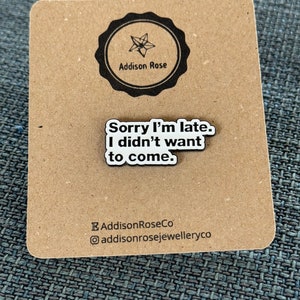 Addison Rose
Sorry I'm late.
I didn't want
to come.
AddisonRoseCo
addisonrosejewelleryco